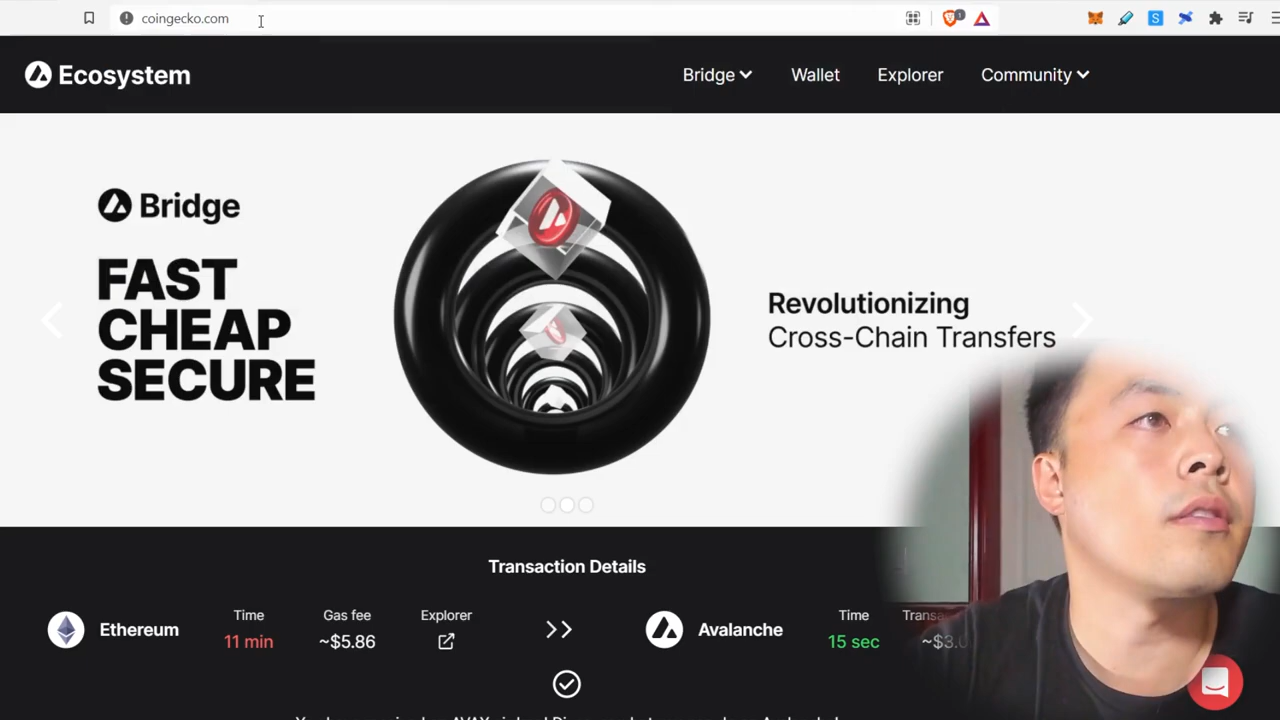 coingecko.com
1
S
Ecosystem
Bridge
Wallet
Explorer
Community
Bridge
FAST
CHEAP
SECURE
Revolutionizing
Cross-Chain Transfers
Transaction Details
Ethereum
Time
11 min
Gas fee
~$5.86
Explorer
Avalanche
Time
15 sec